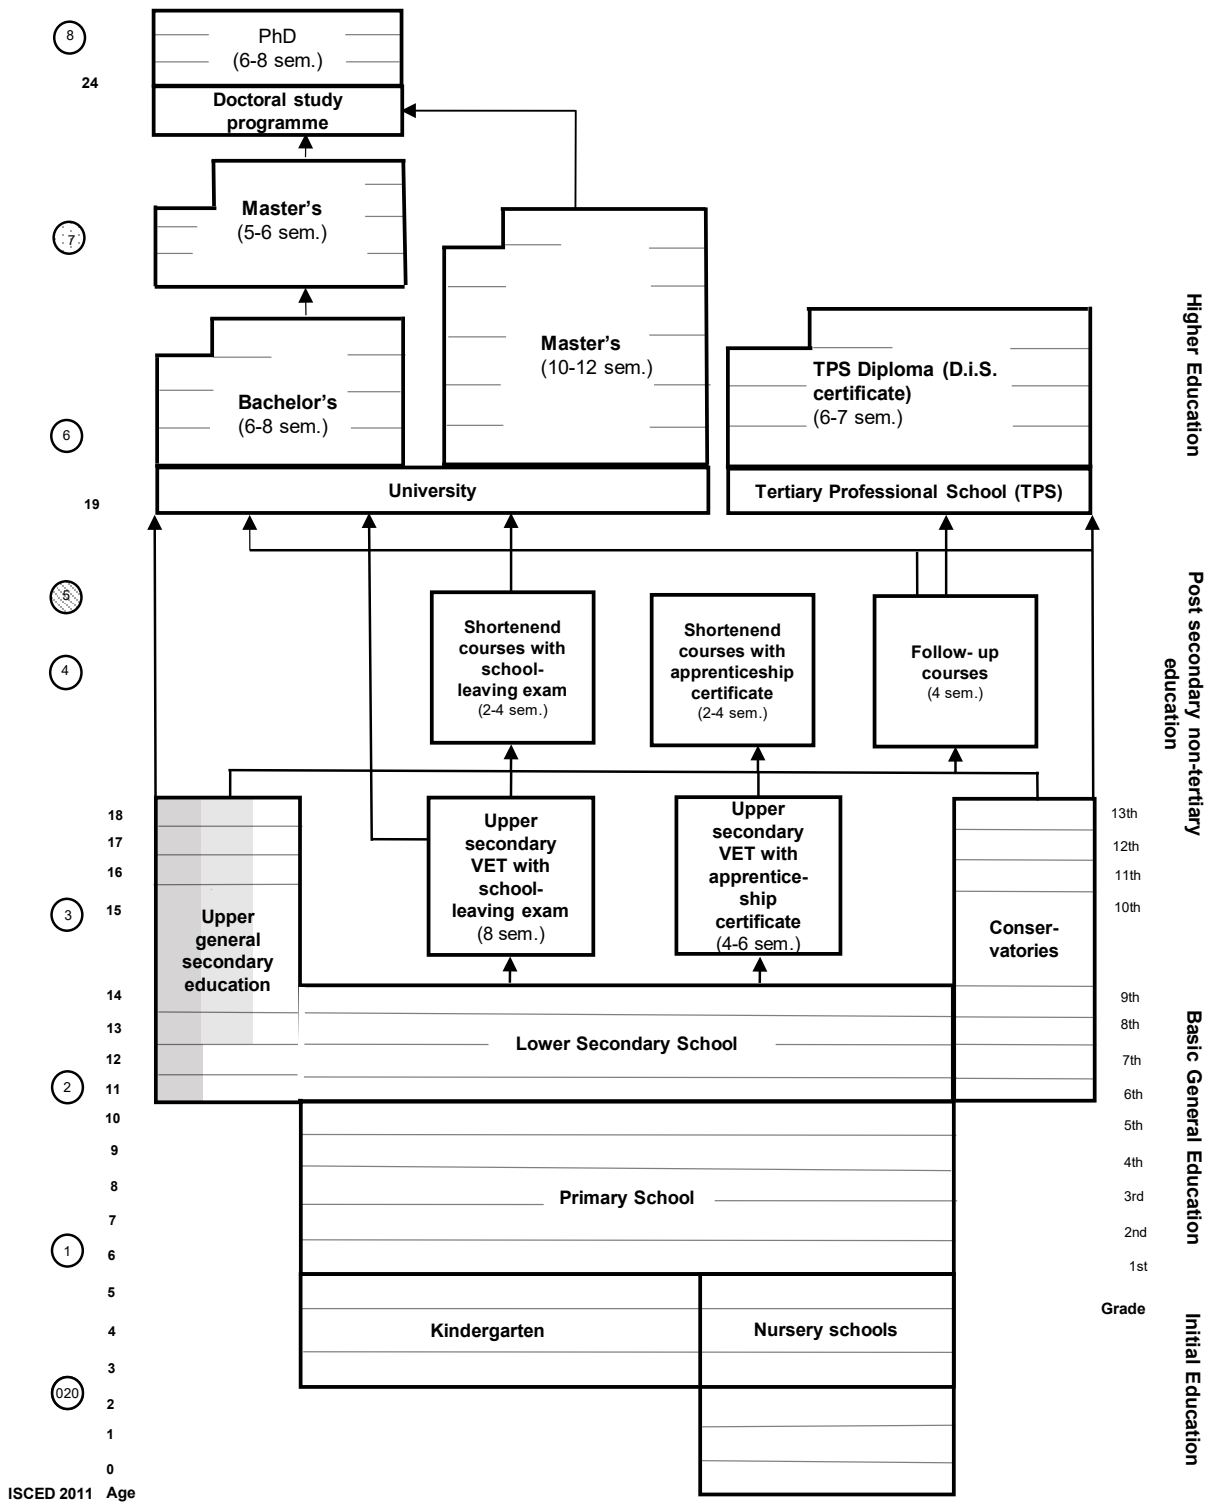 8
PhD
(6-8 sem.)
24
Doctoral study
programme
Master's
(5-6 sem.)
7
Master's
(10-12 sem.)
Higher Education
TPS Diploma (D.i.S.
certificate)
(6-7 sem.)
Bachelor's
(6-8 sem.)
6
University
Tertiary Professional School (TPS)
19
5
4
Shortenend
courses with
school-
leaving exam
(2-4 sem.)
Shortenend
courses with
apprenticeship
certificate
(2-4 sem.)
Follow- up
courses
(4 sem.)
Post secondary non-tertiary
education
18
17
16
15
3
Upper
general
secondary
education
Upper
secondary
VET with
school-
leaving exam
(8 sem.)
Upper
secondary
VET with
apprentice-
ship
certificate
(4-6 sem.)
Conser-
vatories
13th
12th
11th
10th
14
13
12
11
2
Lower Secondary School
9th
8th
7th
6th
Basic General Education
10
9
8
7
6
1
Primary School
5th
4th
3rd
2nd
1st
5
4
3
2
1
0
020
Kindergarten
Nursery schools
Grade
Initial Education
ISCED 2011 Age